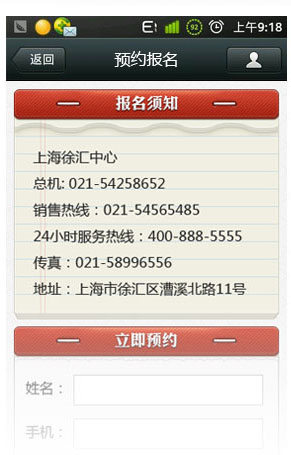 92
上午9:18
返回
预约报名
报名须知
上海徐汇中心
总机: 021-54258652
销售热线：021-54565485
24小时服务热线：400-888-5555
传真：021-58996556
地址：上海市徐汇区漕溪北路11号
立即预约
姓名：
手机：